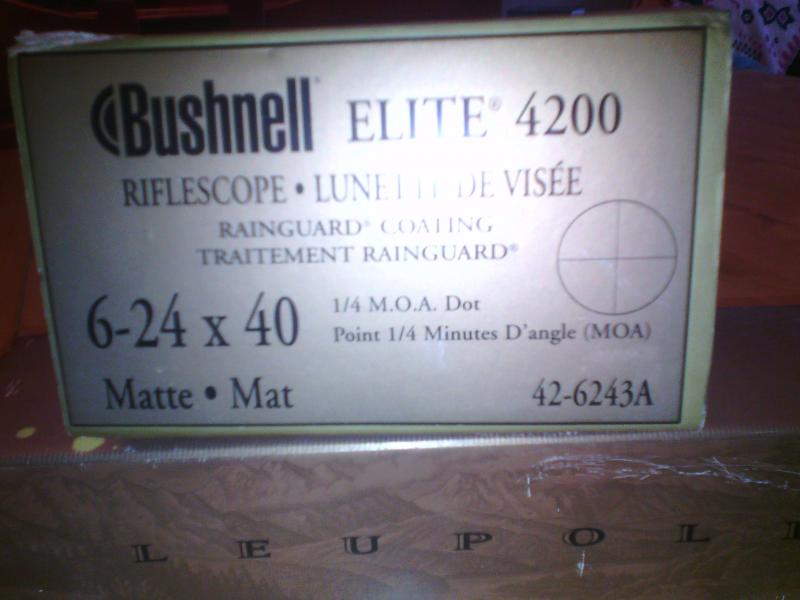 Bushnell® ELITE® 4200
RIFLESCOPE • LUNETTE DE VISÉE
RAINGUARD® COATING
TRAITEMENT RAINGUARD®
6-24 x 40
1/4 M.O.A. Dot
Point 1/4 Minutes D'angle (MOA)
Matte • Mat
42-6243A
LEUPOL